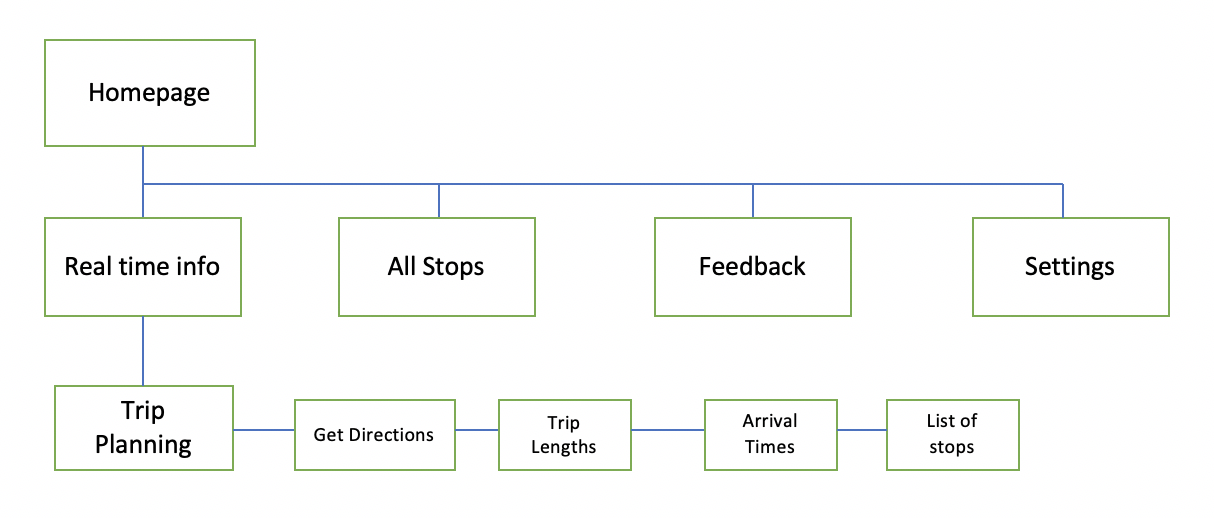 Homepage
Real time info
All Stops
Feedback
Settings
Trip
Planning
Get Directions
Trip
Lengths
Arrival
Times
List of
stops